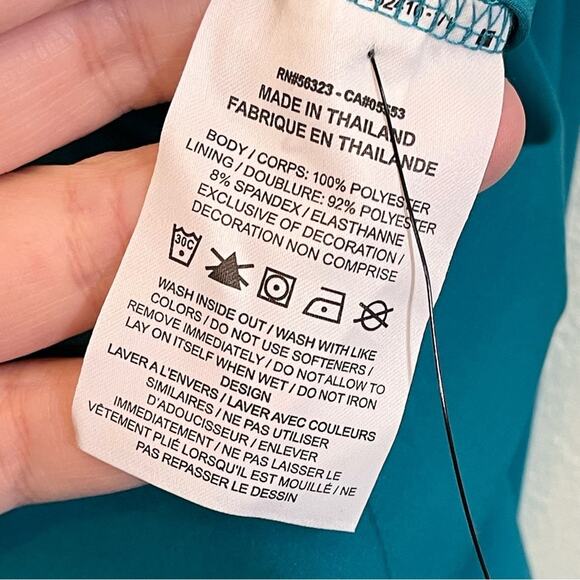 RN#56323 - CA#05553
MADE IN THAILAND
FABRIQUE EN THAILANDE
BODY / CORPS: 100% POLYESTER
LINING / DOUBLURE: 92% POLYESTER
8% SPANDEX / ELASTHANNE
EXCLUSIVE OF DECORATION /
DECORATION NON COMPRISE
30C
WASH INSIDE OUT / WASH WITH LIKE
COLORS / DO NOT USE SOFTENERS /
REMOVE IMMEDIATELY / DO NOT ALLOW TO
LAY ON ITSELF WHEN WET / DO NOT IRON
DESIGN
LAVER A L'ENVERS / LAVER AVEC COULEURS
SIMILAIRES / NE PAS UTILISER
D'ADOUCISSEUR / ENLEVER
IMMEDIATEMENT / NE PAS LAISSER LE
VÊTEMENT PLIÉ LORSQU'IL EST MOUILLÉ / NE
PAS REPASSER LE DESSIN